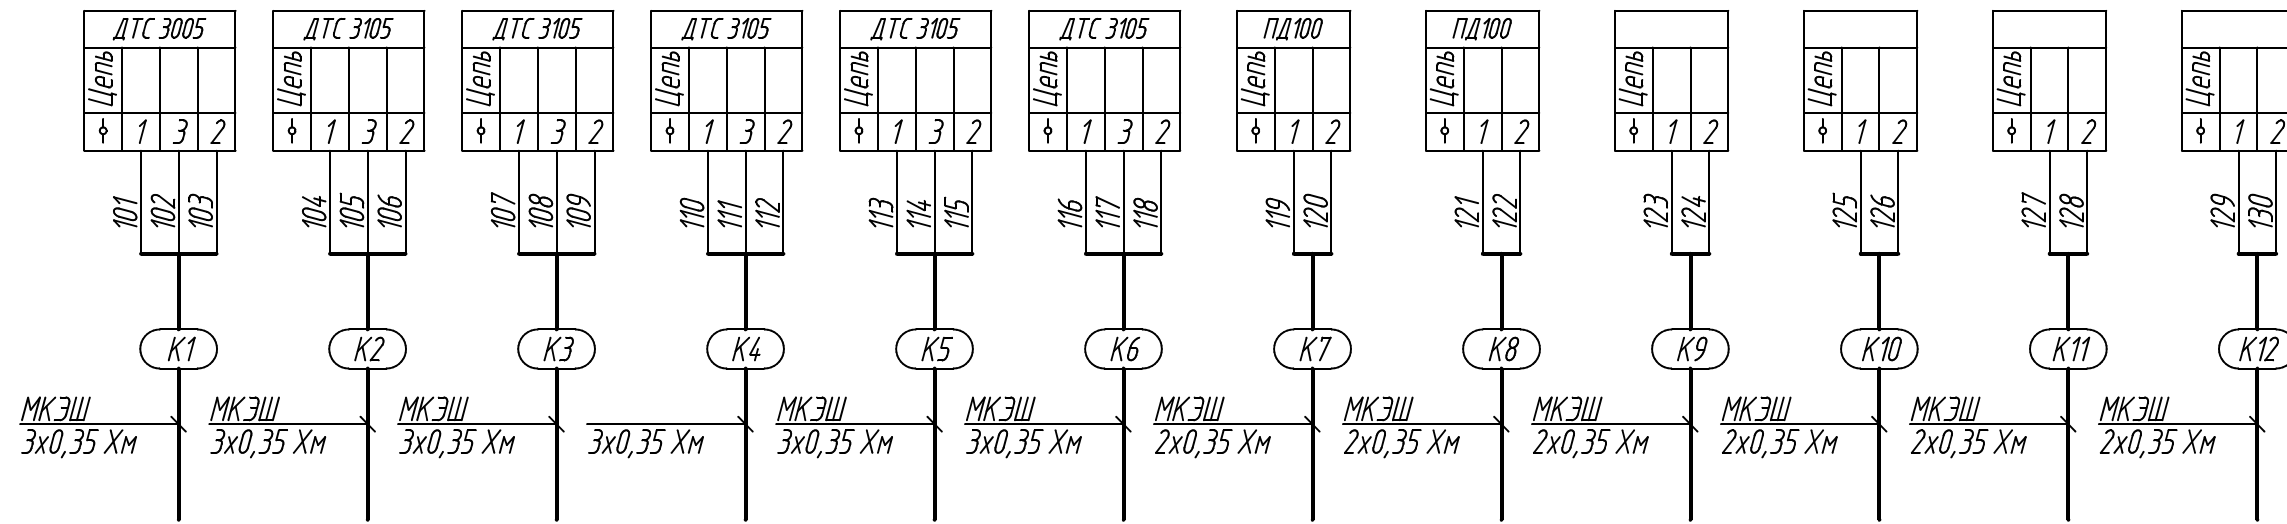 ДТС 3005 ДТС 3105 ДТС 3105 ДТС 3105 ДТС 3105 ДТС 3105 ПД100 ПД100
Цепь Цепь Цепь Цепь Цепь Цепь Цепь Цепь Цепь Цепь Цепь Цепь
1 3 2 1 3 2 1 3 2 1 3 2 1 3 2 1 3 2 1 2 1 2 1 2 1 2 1 2 1 2
101 102 103 104 105 106 107 108 109 110 111 112 113 114 115 116 117 118 119 120 121 122 123 124 125 126 127 128 129 130
К1 К2 К3 К4 К5 К6 К7 К8 К9 К10 К11 К12
МКЭШ МКЭШ МКЭШ МКЭШ МКЭШ МКЭШ МКЭШ МКЭШ МКЭШ МКЭШ МКЭШ
3х0,35 Хм 3х0,35 Хм 3х0,35 Хм 3х0,35 Хм 3х0,35 Хм 3х0,35 Хм 2х0,35 Хм 2х0,35 Хм 2х0,35 Хм 2х0,35 Хм 2х0,35 Хм 2х0,35 Хм